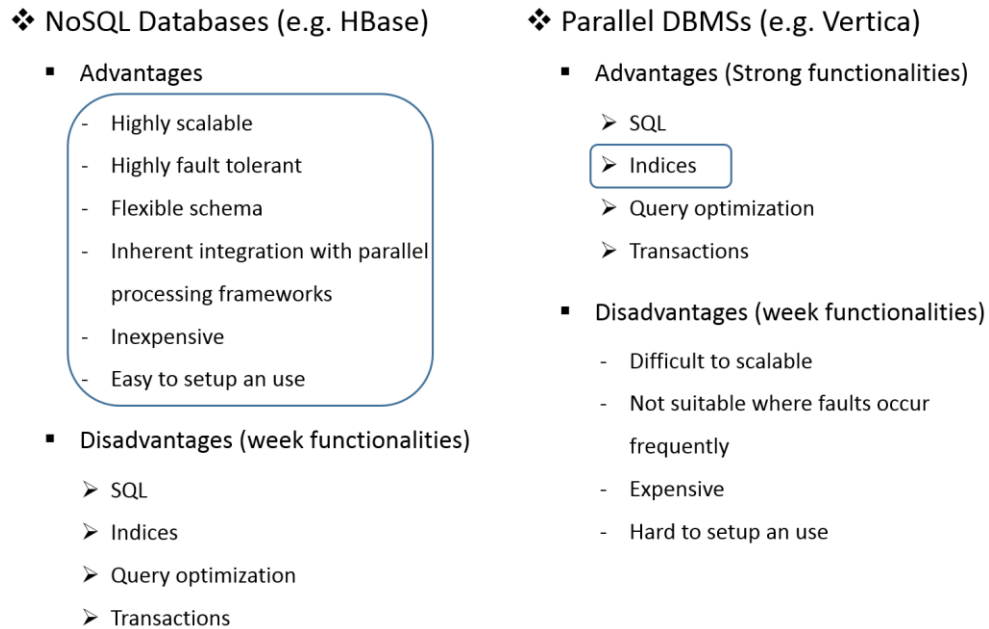 ❖ NoSQL Databases (e.g. HBase)
▪ Advantages
- Highly scalable
- Highly fault tolerant
- Flexible schema
- Inherent integration with parallel
processing frameworks
- Inexpensive
- Easy to setup an use
▪ Disadvantages (week functionalities)
➢ SQL
➢ Indices
➢ Query optimization
➢ Transactions
❖ Parallel DBMSs (e.g. Vertica)
▪ Advantages (Strong functionalities)
➢ SQL
➢ Indices
➢ Query optimization
➢ Transactions
▪ Disadvantages (week functionalities)
- Difficult to scalable
- Not suitable where faults occur
frequently
- Expensive
- Hard to setup an use